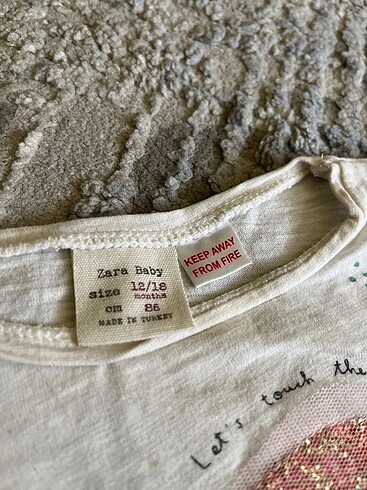 Zara Baby
size 12/18
months
cm 86
MADE IN TURKEY
KEEP AWAY
FROM FIRE
Let's touch the